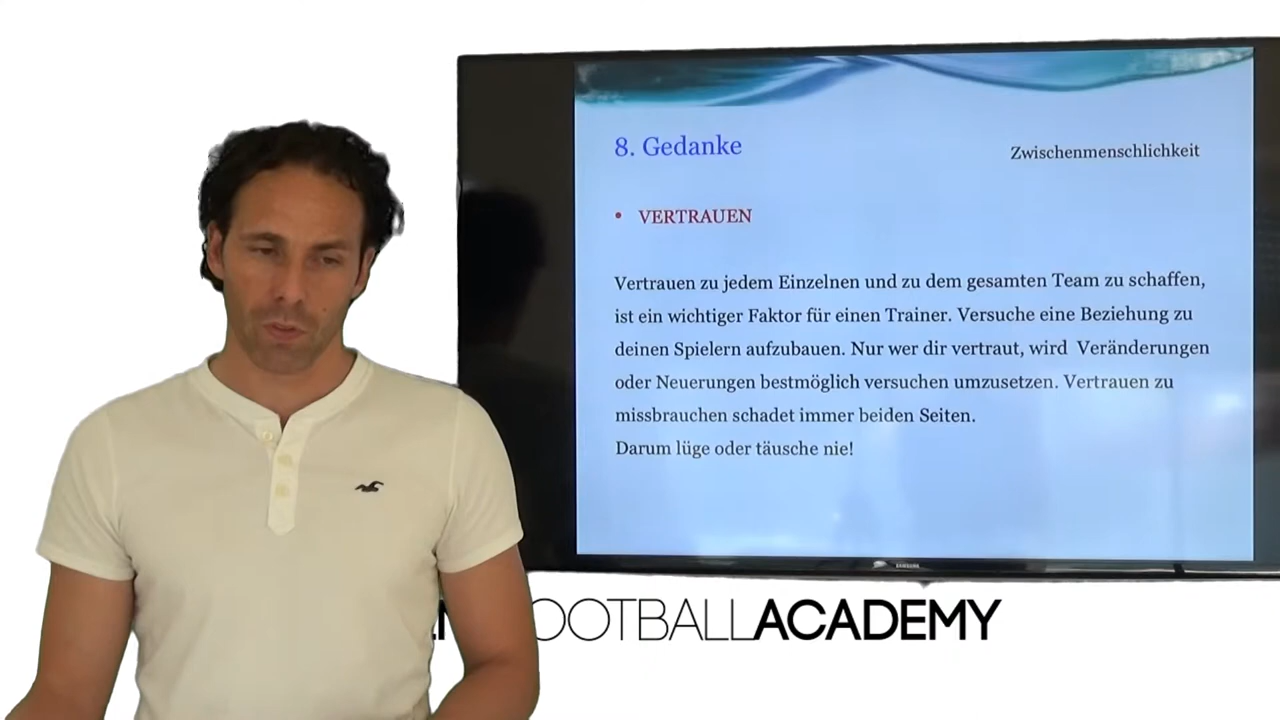 8. Gedanke
Zwischenmenschlichkeit
• VERTRAUEN
Vertrauen zu jedem Einzelnen und zu dem gesamten Team zu schaffen,
ist ein wichtiger Faktor für einen Trainer. Versuche eine Beziehung zu
deinen Spielern aufzubauen. Nur wer dir vertraut, wird Veränderungen
oder Neuerungen bestmöglich versuchen umzusetzen. Vertrauen zu
missbrauchen schadet immer beiden Seiten.
Darum lüge oder täusche nie!
SAMSUNG
OOTBALLACADEMY